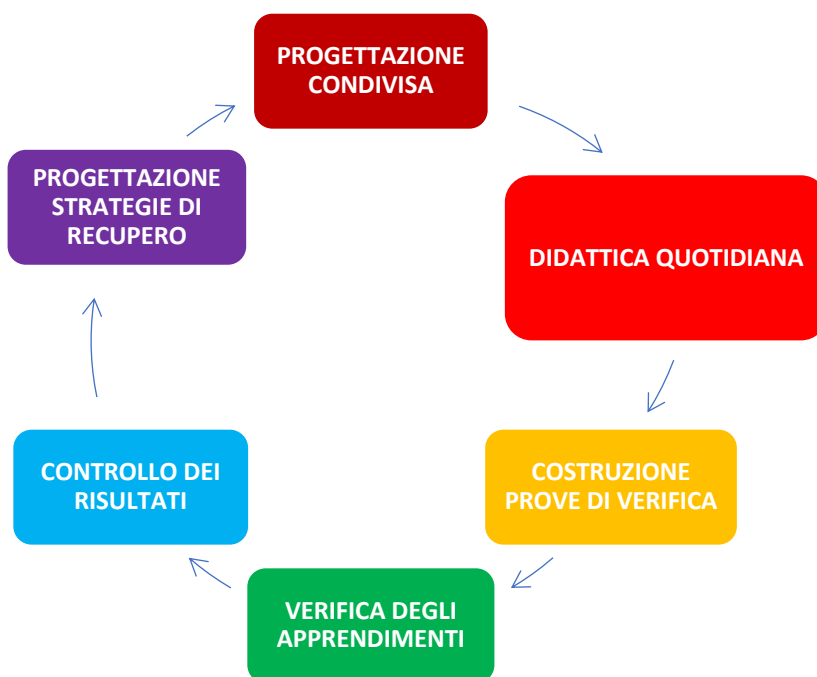 PROGETTAZIONE
CONDIVISA
DIDATTICA QUOTIDIANA
COSTRUZIONE
PROVE DI VERIFICA
VERIFICA DEGLI
APPRENDIMENTI
CONTROLLO DEI
RISULTATI
PROGETTAZIONE
STRATEGIE DI
RECUPERO